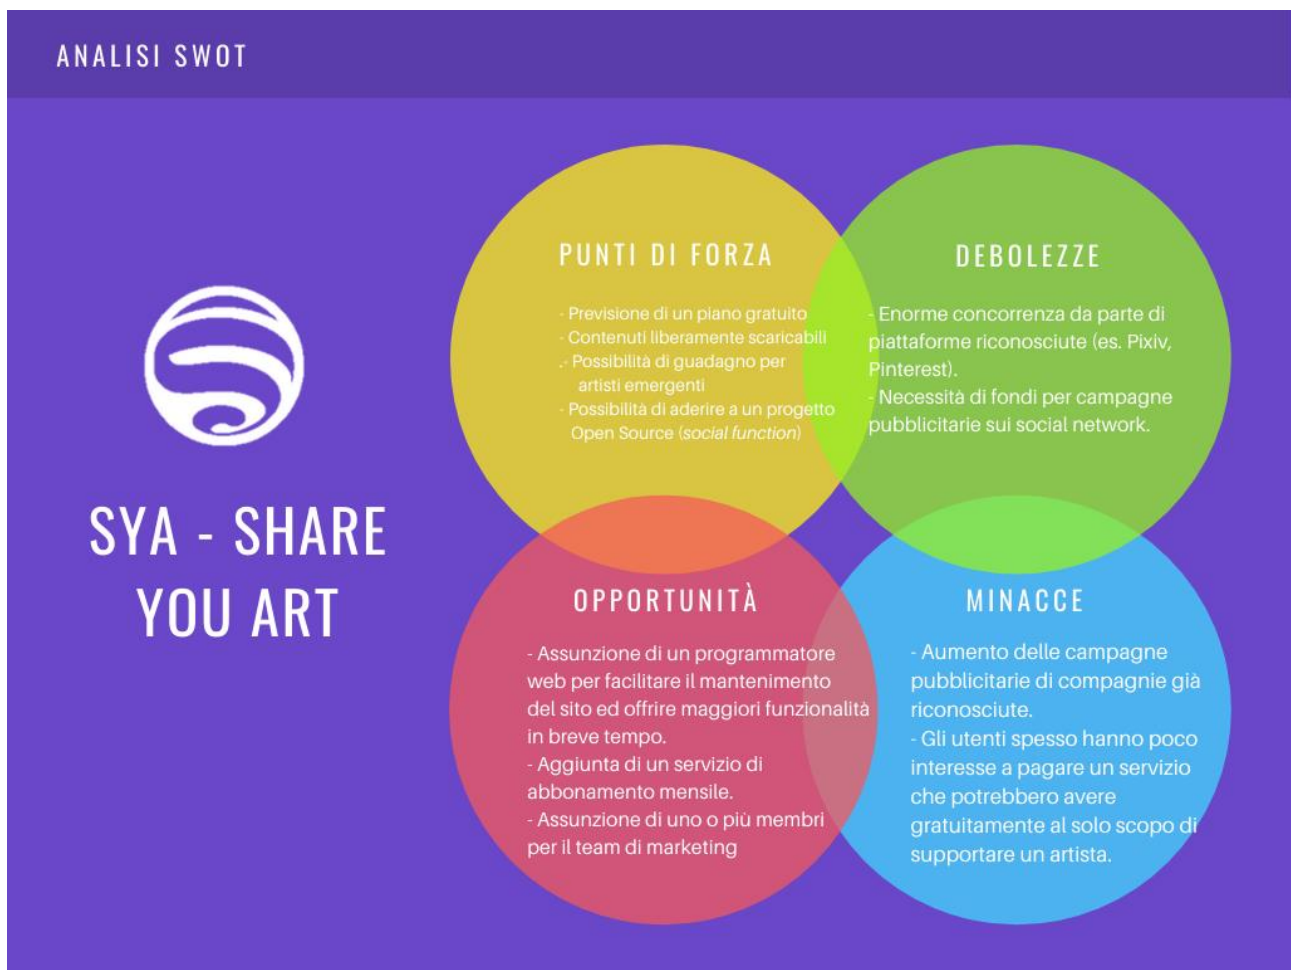 ANALISI SWOT
SYA - SHARE
YOU ART
PUNTI DI FORZA
- Previsione di un piano gratuito
- Contenuti liberamente scaricabili
.- Possibilità di guadagno per
artisti emergenti
- Possibilità di aderire a un progetto
Open Source (social function)
DEBOLEZZE
- Enorme concorrenza da parte di
piattaforme riconosciute (es. Pixiv,
Pinterest).
- Necessità di fondi per campagne
pubblicitarie sui social network.
OPPORTUNITÀ
- Assunzione di un programmatore
web per facilitare il mantenimento
del sito ed offrire maggiori funzionalità
in breve tempo.
- Aggiunta di un servizio di
abbonamento mensile.
- Assunzione di uno o più membri
per il team di marketing
MINACCE
- Aumento delle campagne
pubblicitarie di compagnie già
riconosciute.
- Gli utenti spesso hanno poco
interesse a pagare un servizio
che potrebbero avere
gratuitamente al solo scopo di
supportare un artista.